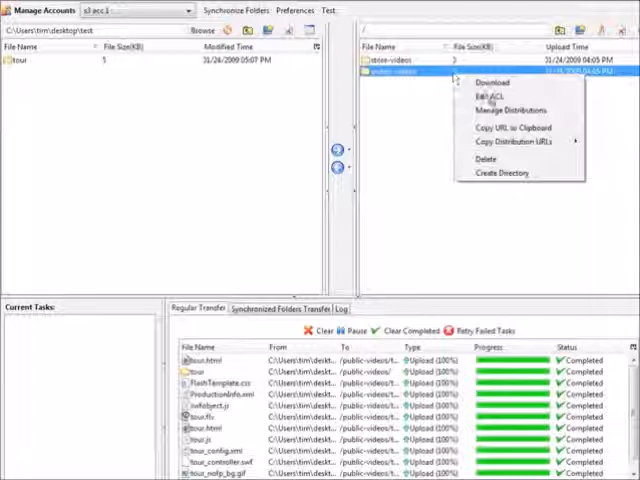 Manage Accounts s3 acc 1 Synchronize Folders Preferences Test
C:\Users\tim\desktop\test Browse /
File Name File Size(KB) Modified Time File Name File Size(KB) Upload Time
tour 5 31/24/2009 05:07 PM store-videos 3 31/24/2009 04:05 PM
31/24/2009 04:05 PM
Download
Edit ACL
Manage Distributions
Copy URL to Clipboard
Copy Distribution URLs
Delete
Create Directory
Current Tasks: Regular Transfer Synchronized Folders Transfer Log
Clear Pause Clear Completed Retry Failed Tasks
File Name From To Type Progress Status
tour.html C:\Users\tim\deskt... /public-videos/t... Upload (100%) Completed
tour C:\Users\tim\deskt... /public-videos/ Upload (100%) Completed
FlashTemplate.css C:\Users\tim\deskt... /public-videos/t... Upload (100%) Completed
ProductionInfo.xml C:\Users\tim\deskt... /public-videos/t... Upload (100%) Completed
swfobject.js C:\Users\tim\deskt... /public-videos/t... Upload (100%) Completed
tour.flv C:\Users\tim\deskt... /public-videos/t... Upload (100%) Completed
tour.html C:\Users\tim\deskt... /public-videos/t... Upload (100%) Completed
tour.js C:\Users\tim\deskt... /public-videos/t... Upload (100%) Completed
tour_config.xml C:\Users\tim\deskt... /public-videos/t... Upload (100%) Completed
tour_controller.swf C:\Users\tim\deskt... /public-videos/t... Upload (100%) Completed
tour_nofp_bg.gif C:\Users\tim\deskt... /public-videos/t... Upload (100%) Completed